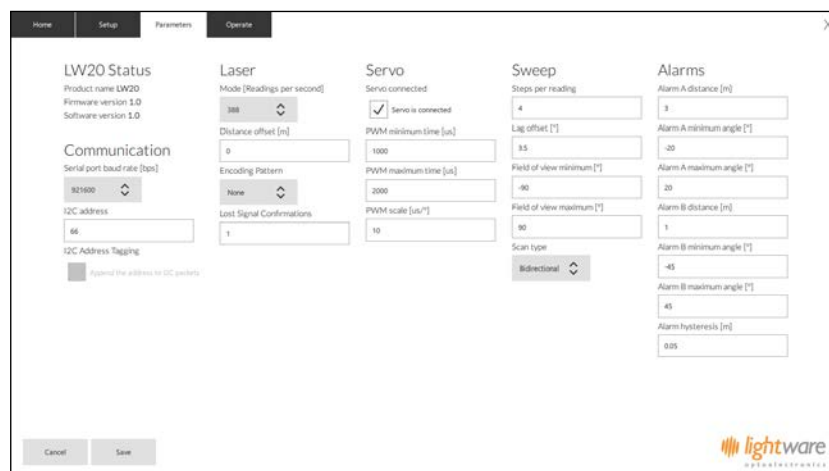 Home
Setup
Parameters
Operate
LW20 Status
Product name LW20
Firmware version 1.0
Software version 1.0
Communication
Serial port baud rate [bps]
921600
I2C address
66
I2C Address Tagging
Append the address to I2C packets
Laser
Mode [Readings per second]
388
Distance offset [m]
0
Encoding Pattern
None
Lost Signal Confirmations
1
Servo
Servo connected
Servo is connected
PWM minimum time [us]
1000
PWM maximum time [us]
2000
PWM scale [us/°]
10
Sweep
Steps per reading
4
Lag offset [°]
3.5
Field of view minimum [°]
-90
Field of view maximum [°]
90
Scan type
Bidirectional
Alarms
Alarm A distance [m]
3
Alarm A minimum angle [°]
-20
Alarm A maximum angle [°]
20
Alarm B distance [m]
1
Alarm B minimum angle [°]
-45
Alarm B maximum angle [°]
45
Alarm hysteresis [m]
0.05
Cancel
Save
lightware
optoelectronics